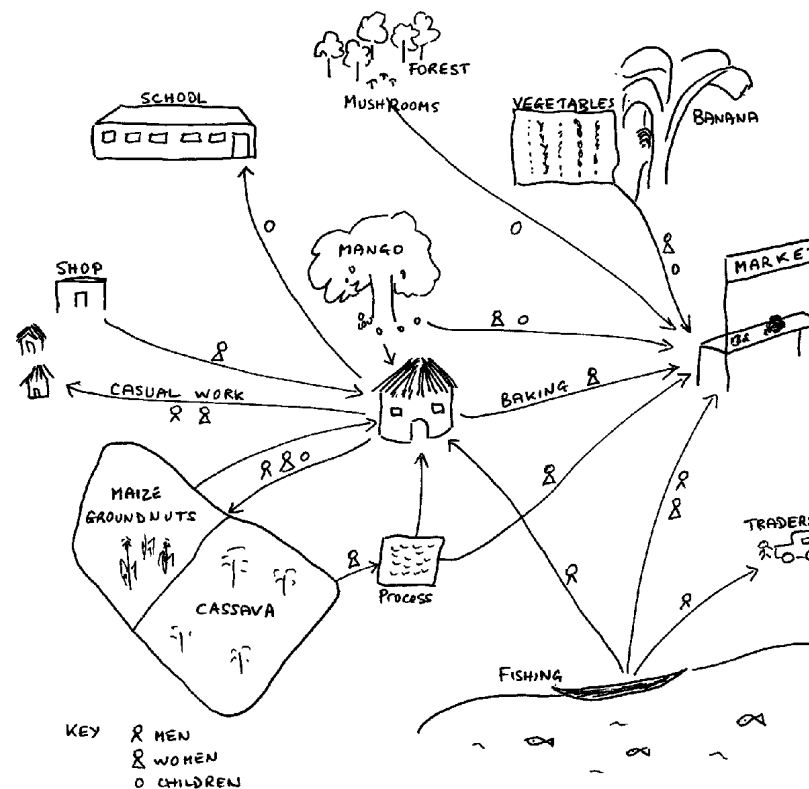 FOREST
MUSHROOMS
SCHOOL
VEGETABLES
BANANA
MANGO
SHOP
MARKET
CASUAL WORK
BAKING
MAIZE
GROUNDNUTS
CASSAVA
Process
TRADERS
FISHING
KEY
MEN
WOMEN
CHILDREN